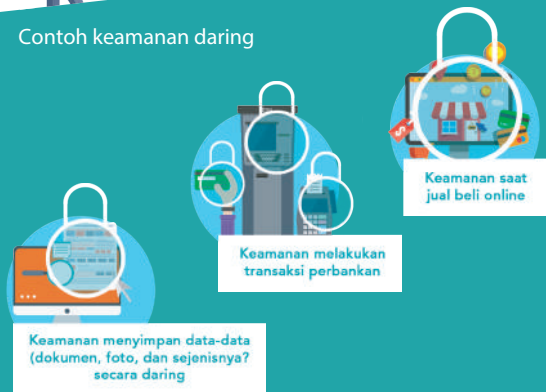 Contoh keamanan daring
Keamanan saat
jual beli online
Keamanan melakukan
transaksi perbankan
Keamanan menyimpan data-data
(dokumen, foto, dan sejenisnya?
secara daring